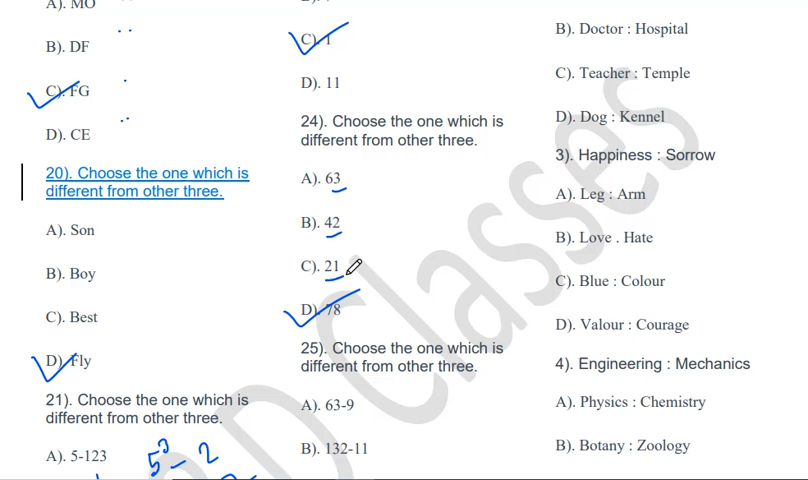 A). MO
B). DF
C). FG
D). CE
20). Choose the one which is
different from other three.
A). Son
B). Boy
C). Best
D). Fly
21). Choose the one which is
different from other three.
A). 5-123
5³ - 2
C). 1
D). 11
24). Choose the one which is
different from other three.
A). 63
B). 42
C). 21
D). 78
25). Choose the one which is
different from other three.
A). 63-9
B). 132-11
B). Doctor : Hospital
C). Teacher : Temple
D). Dog : Kennel
3). Happiness : Sorrow
A). Leg : Arm
B). Love . Hate
C). Blue : Colour
D). Valour : Courage
4). Engineering : Mechanics
A). Physics : Chemistry
B). Botany : Zoology
D Classes